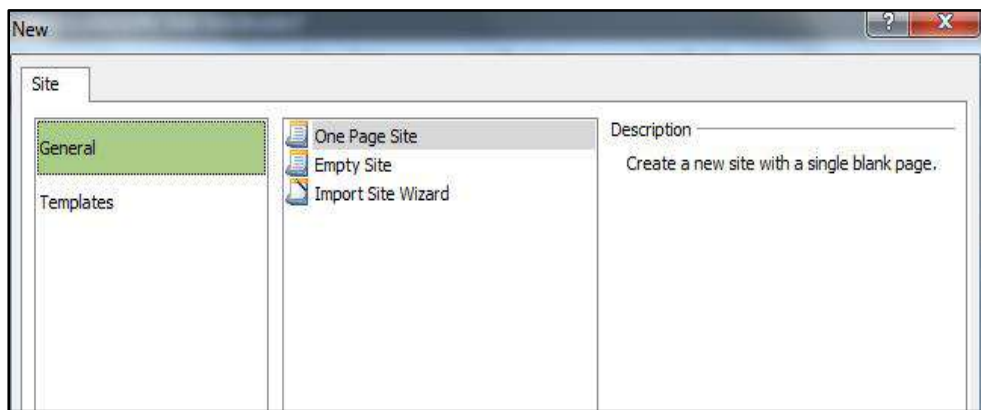 New
?
X
Site
General
Templates
One Page Site
Empty Site
Import Site Wizard
Description
Create a new site with a single blank page.